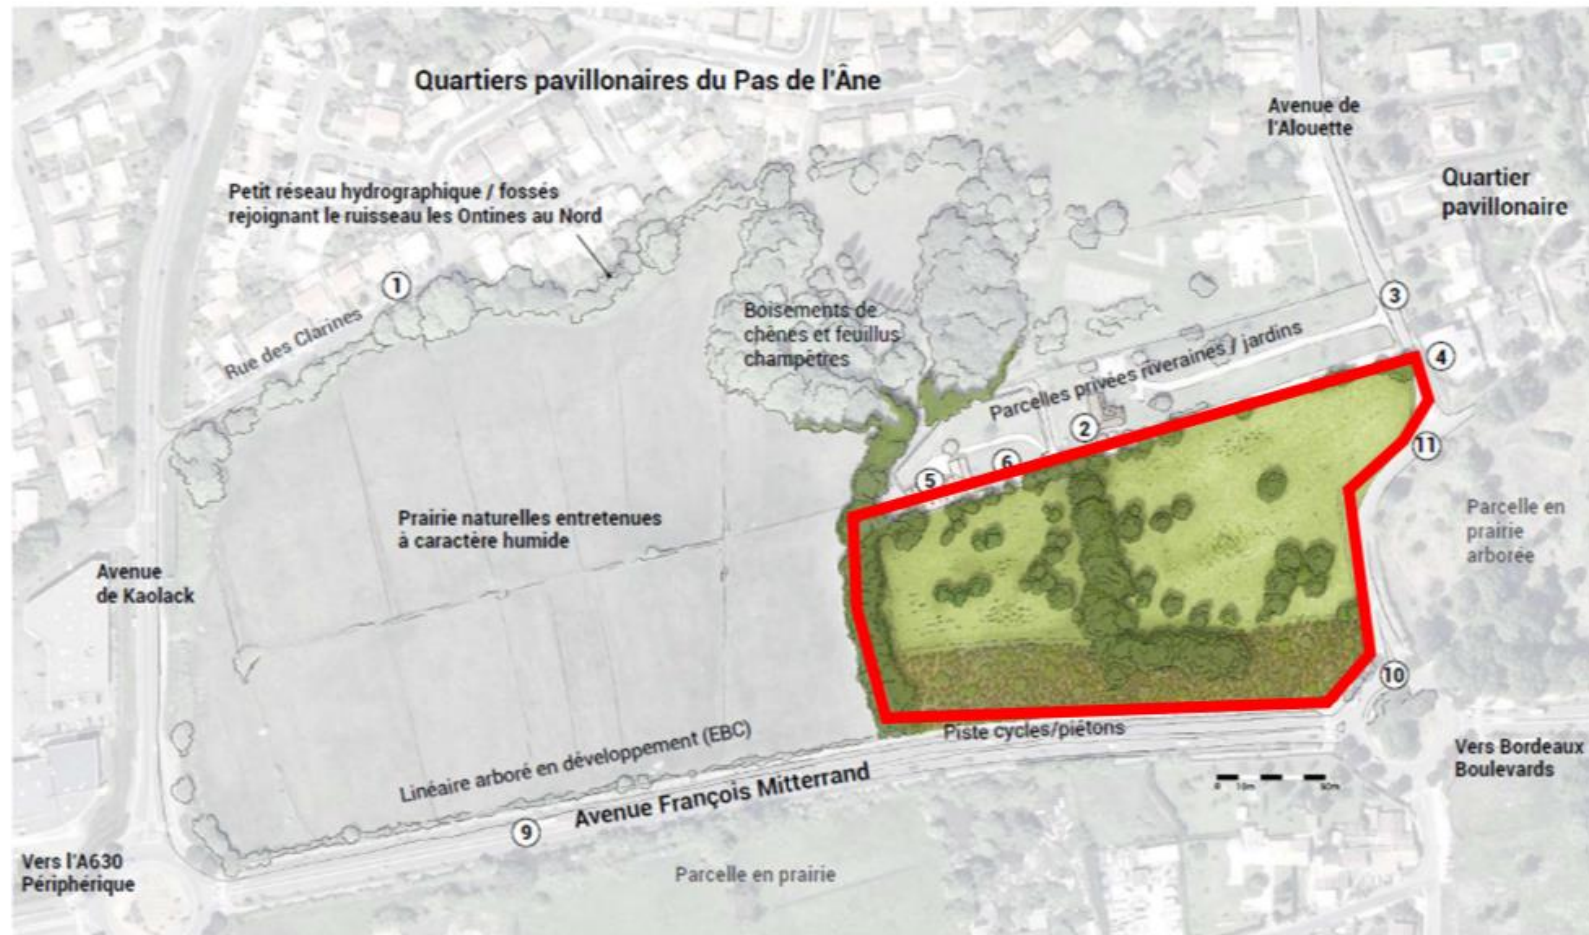 Quartiers pavillonaires du Pas de l'Âne
Avenue de
l'Alouette
Quartier
pavillonaire
Petit réseau hydrographique / fossés
rejoignant le ruisseau les Ontines au Nord
1
Rue des Clarines
Boisements de
chênes et feuillus
champêtres
3
4
Parcelles privées riveraines / jardins
2
11
6
5
Prairie naturelles entretenues
à caractère humide
Parcelle en
prairie
arborée
Avenue
de Kaolack
10
Linéaire arboré en développement (EBC)
Piste cycles/piétons
Avenue François Mitterrand
Vers Bordeaux
Boulevards
0 10m 50m
9
Vers l'A630
Périphérique
Parcelle en prairie